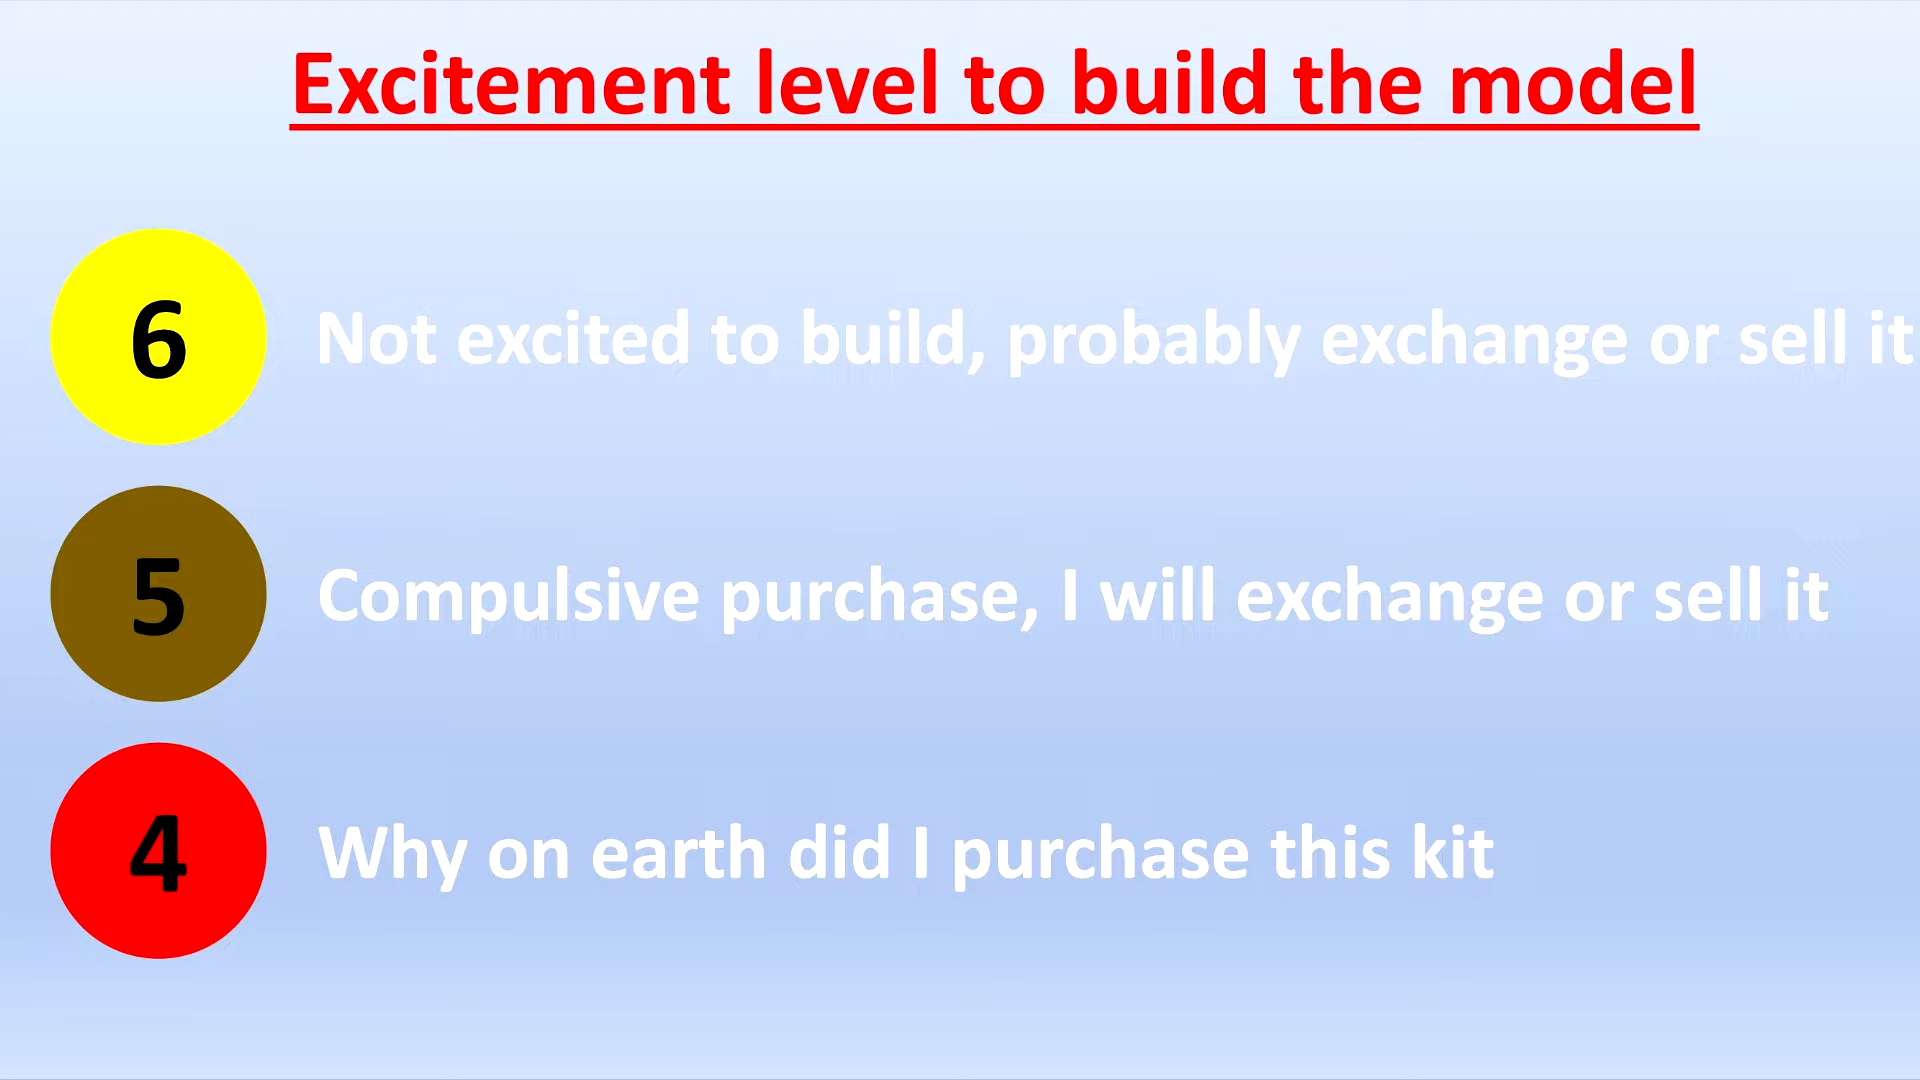 Excitement level to build the model
6 Not excited to build, probably exchange or sell it
5 Compulsive purchase, I will exchange or sell it
4 Why on earth did I purchase this kit